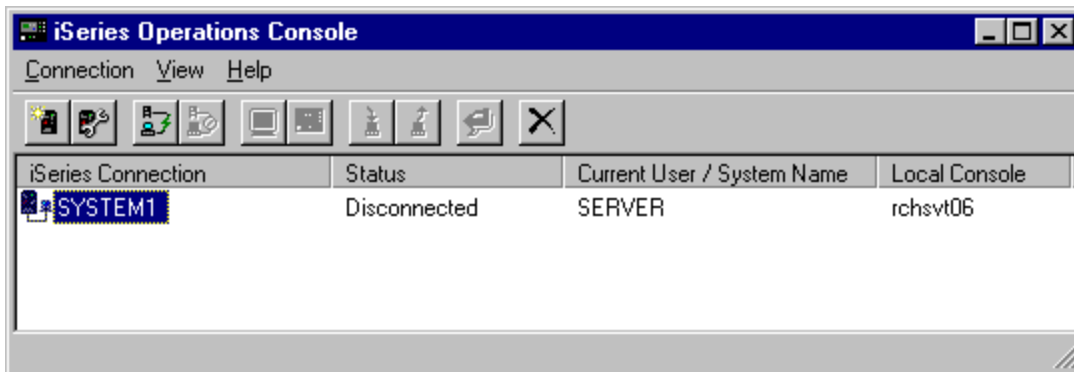 iSeries Operations Console
Connection View Help
iSeries Connection Status Current User / System Name Local Console
SYSTEM1 Disconnected SERVER rchsvt06